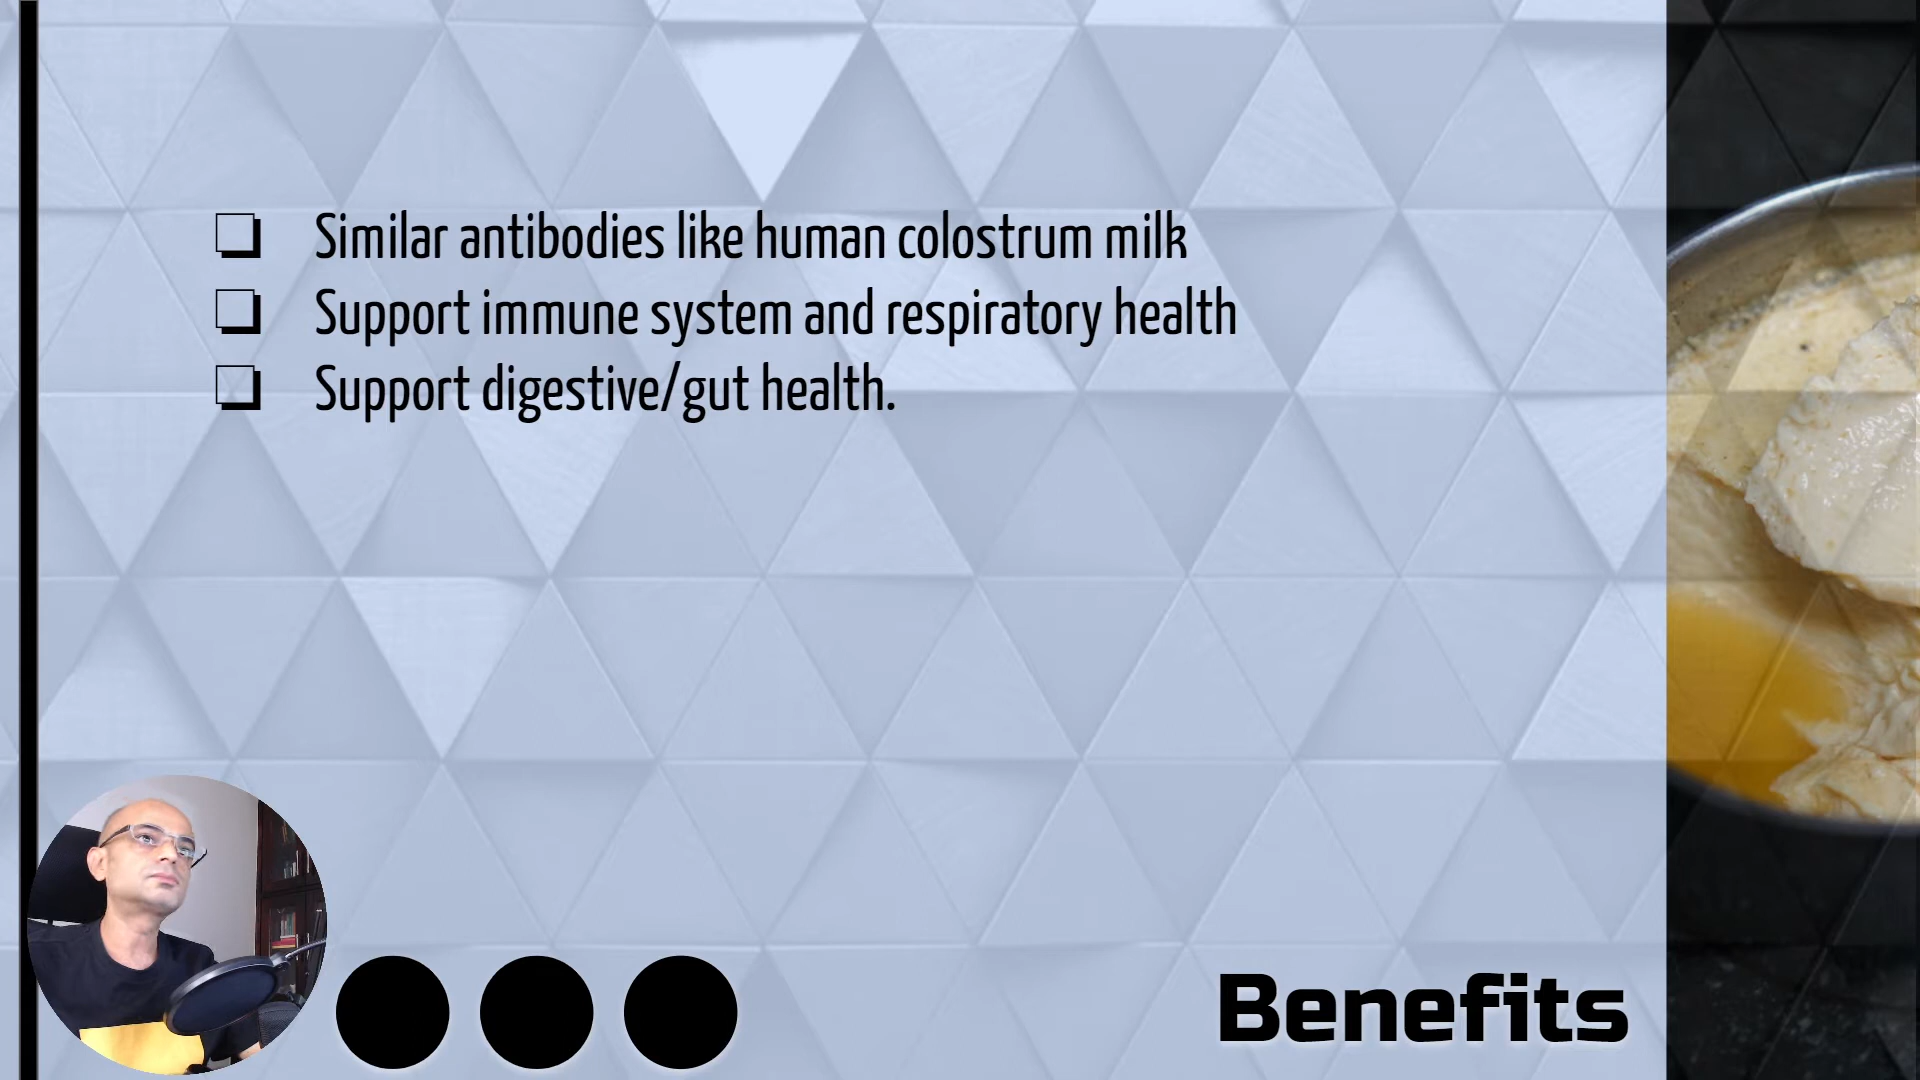 Similar antibodies like human colostrum milk
Support immune system and respiratory health
Support digestive/gut health.
Benefits